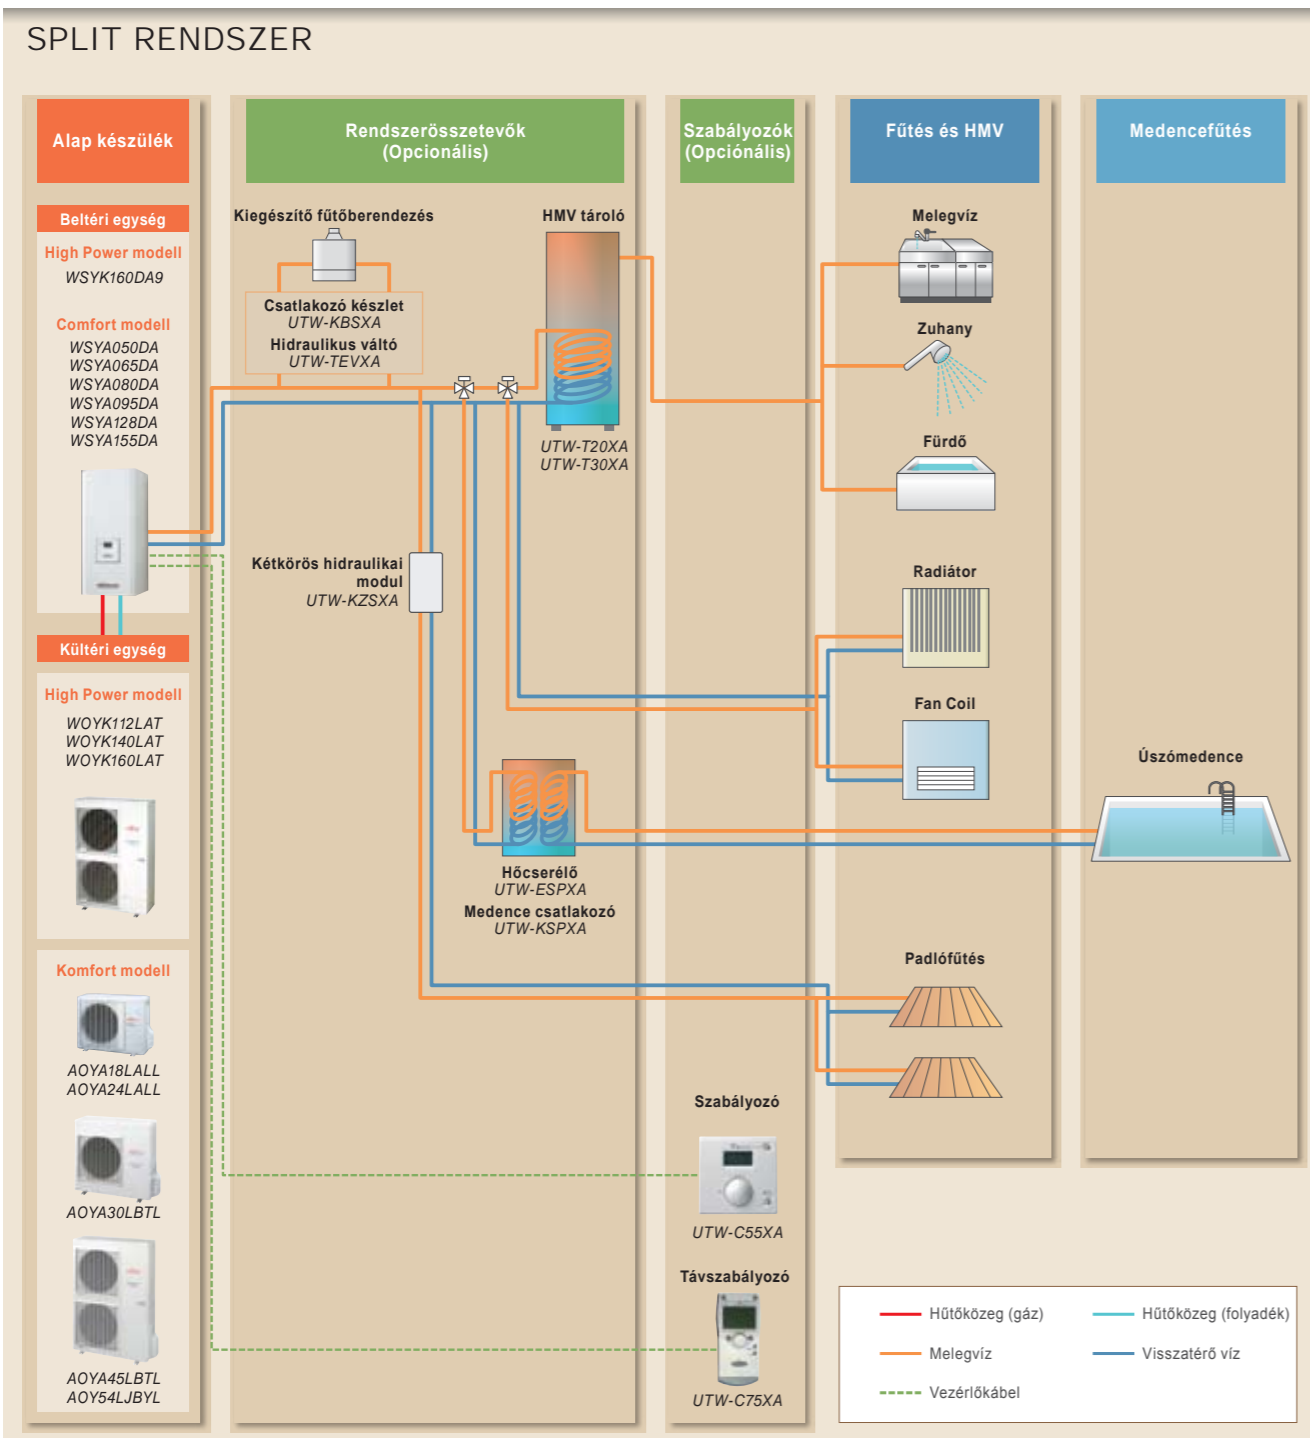 SPLIT RENDSZER
Alap készülék
Beltéri egység
High Power modell
WSYK160DA9
Comfort modell
WSYA050DA
WSYA065DA
WSYA080DA
WSYA095DA
WSYA128DA
WSYA155DA
Kültéri egység
High Power modell
WOYK112LAT
WOYK140LAT
WOYK160LAT
Komfort modell
AOYA18LALL
AOYA24LALL
AOYA30LBTL
AOYA45LBTL
AOY54LJBYL
Rendszerösszetevők
(Opcionális)
Kiegészítő fűtőberendezés
Csatlakozó készlet
UTW-KBSXA
Hidraulikus váltó
UTW-TEVXA
HMV tároló
UTW-T20XA
UTW-T30XA
Kétkörös hidraulikai
modul
UTW-KZSXA
Hőcserélő
UTW-ESPXA
Medence csatlakozó
UTW-KSPXA
Szabályozók
(Opciónális)
Szabályozó
UTW-C55XA
Távszabályozó
UTW-C75XA
Fűtés és HMV
Melegvíz
Zuhany
Fürdő
Radiátor
Fan Coil
Padlófűtés
Medencefűtés
Úszómedence
Hűtőközeg (gáz)
Hűtőközeg (folyadék)
Melegvíz
Visszatérő víz
Vezérlőkábel